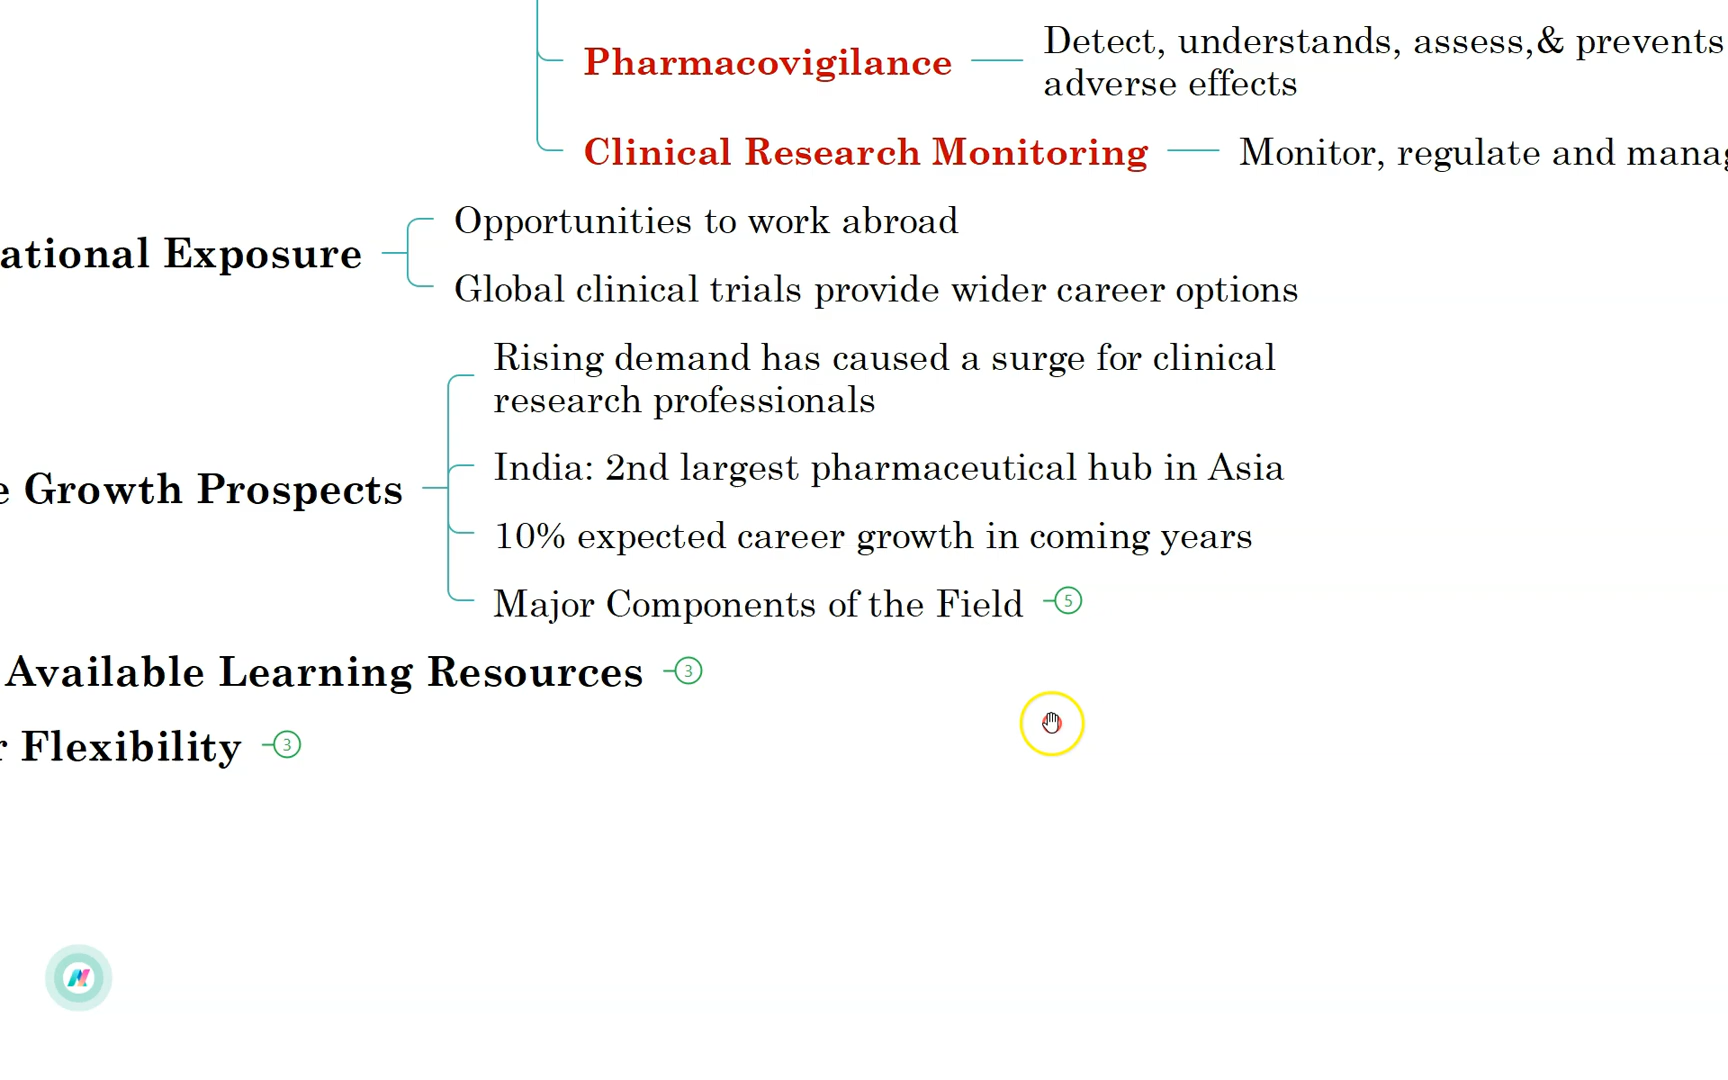 Detect, understands, assess,& prevents
Pharmacovigilance
adverse effects
Clinical Research Monitoring
Monitor, regulate and manag
Opportunities to work abroad
ational Exposure
Global clinical trials provide wider career options
Rising demand has caused a surge for clinical
research professionals
India: 2nd largest pharmaceutical hub in Asia
e Growth Prospects
10% expected career growth in coming years
Major Components of the Field 5
Available Learning Resources 3
r Flexibility 3